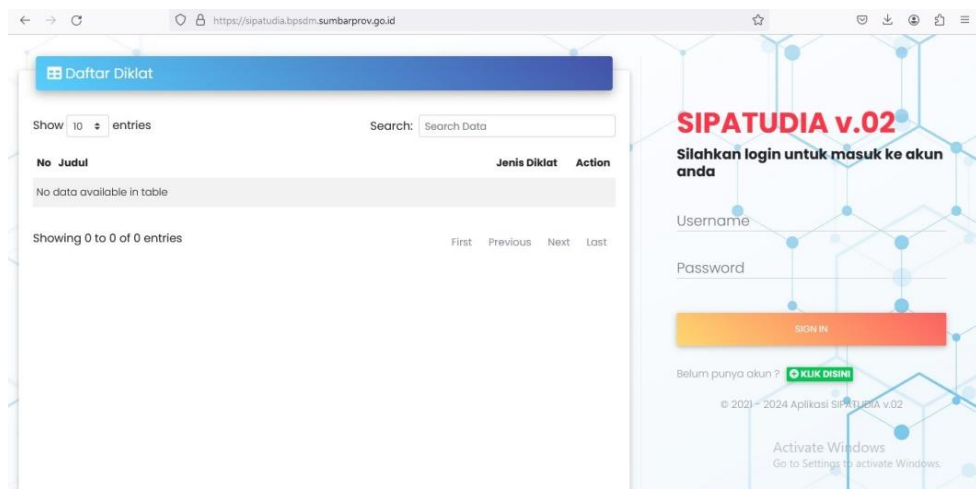 https://sipatudia.bpsdm.sumbarprov.go.id
Daftar Diklat
Show 10 entries
Search: Search Data
No Judul Jenis Diklat Action
No data available in table
Showing 0 to 0 of 0 entries
First Previous Next Last
SIPATUDIA v.02
Silahkan login untuk masuk ke akun
anda
Username
Password
SIGN IN
Belum punya akun ? KLIK DISINI
© 2021 - 2024 Aplikasi SIPATUDIA v.02
Activate Windows
Go to Settings to activate Windows.